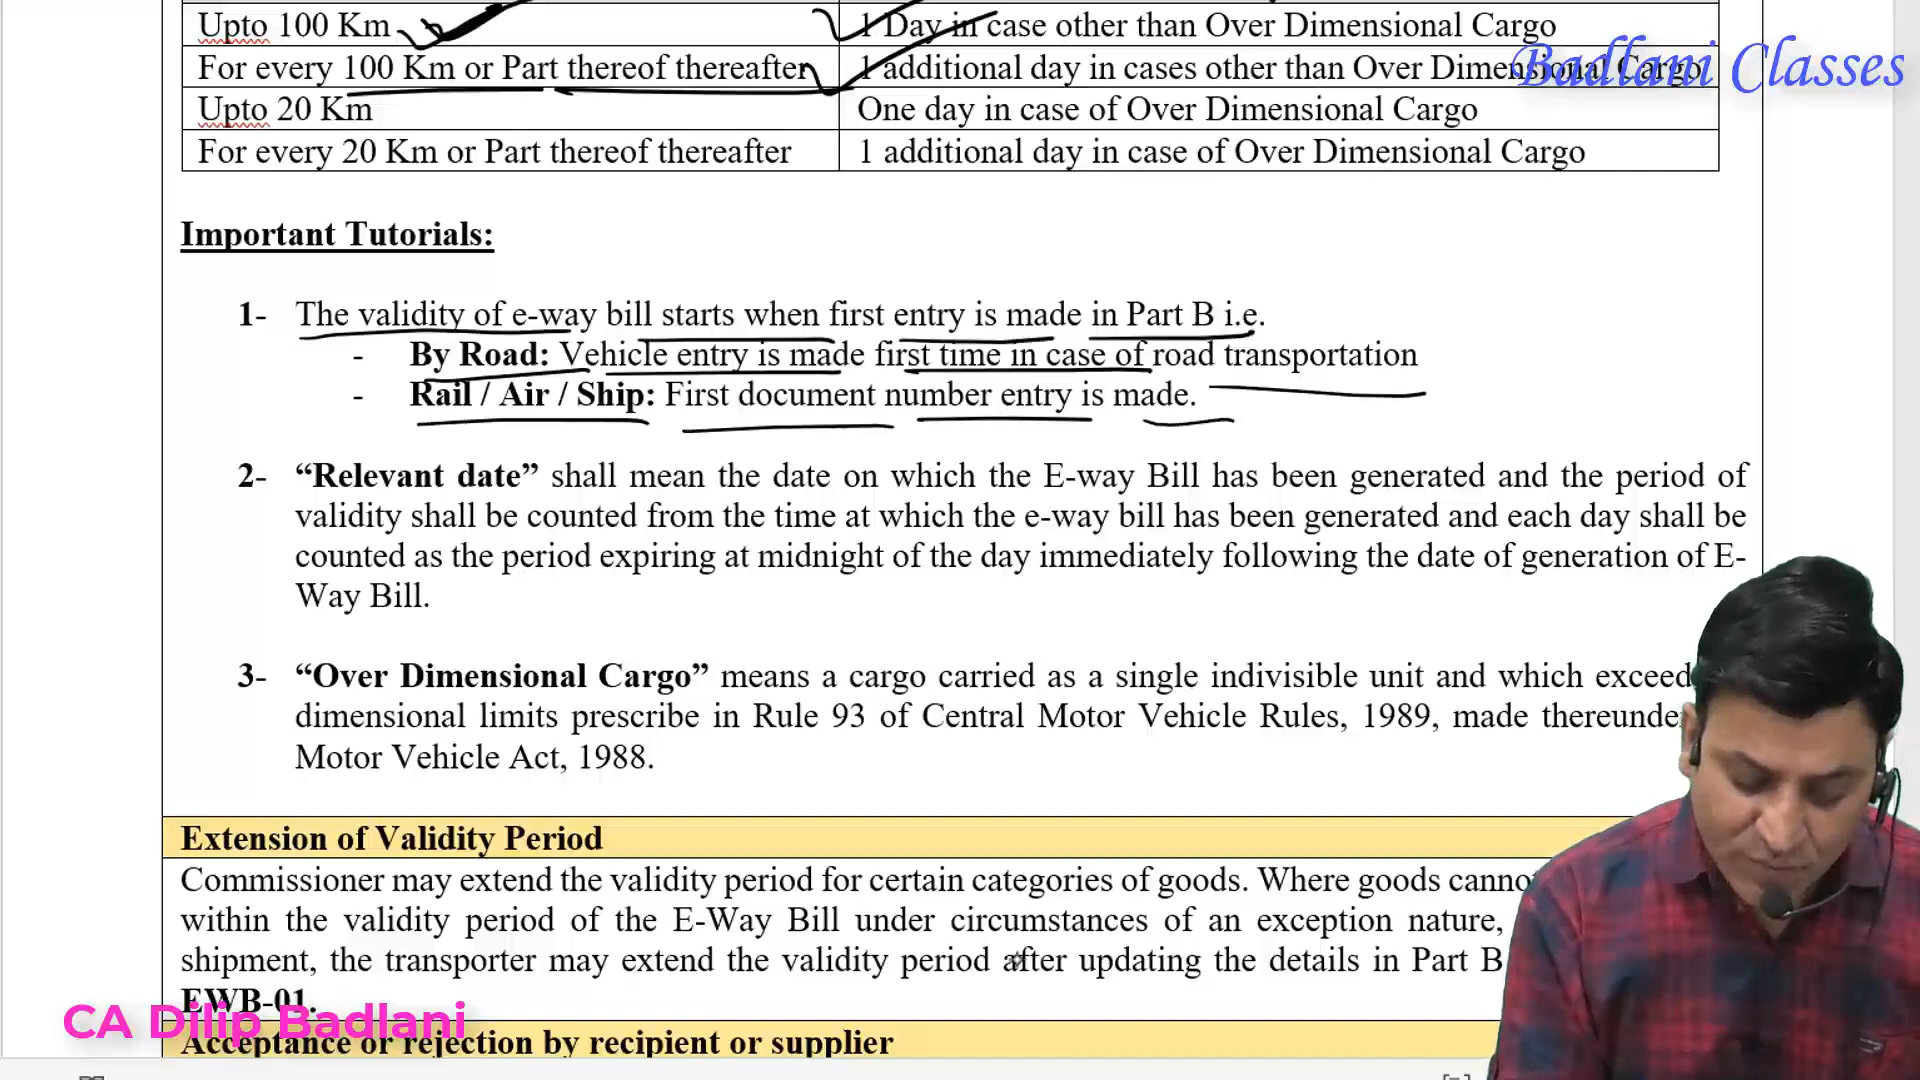 Upto 100 Km
1 Day in case other than Over Dimensional Cargo
For every 100 Km or Part thereof thereafter
1 additional day in cases other than Over Dimensional Cargo
Badlani Classes
Upto 20 Km
One day in case of Over Dimensional Cargo
For every 20 Km or Part thereof thereafter
1 additional day in case of Over Dimensional Cargo
Important Tutorials:
1- The validity of e-way bill starts when first entry is made in Part B i.e.
- By Road: Vehicle entry is made first time in case of road transportation
- Rail / Air / Ship: First document number entry is made.
2- “Relevant date” shall mean the date on which the E-way Bill has been generated and the period of
validity shall be counted from the time at which the e-way bill has been generated and each day shall be
counted as the period expiring at midnight of the day immediately following the date of generation of E-
Way Bill.
3- “Over Dimensional Cargo” means a cargo carried as a single indivisible unit and which exceed
dimensional limits prescribe in Rule 93 of Central Motor Vehicle Rules, 1989, made thereunder
Motor Vehicle Act, 1988.
Extension of Validity Period
Commissioner may extend the validity period for certain categories of goods. Where goods canno
within the validity period of the E-Way Bill under circumstances of an exception nature,
shipment, the transporter may extend the validity period after updating the details in Part B
EWB-01.
CA Dilip Badlani
Acceptance or rejection by recipient or supplier